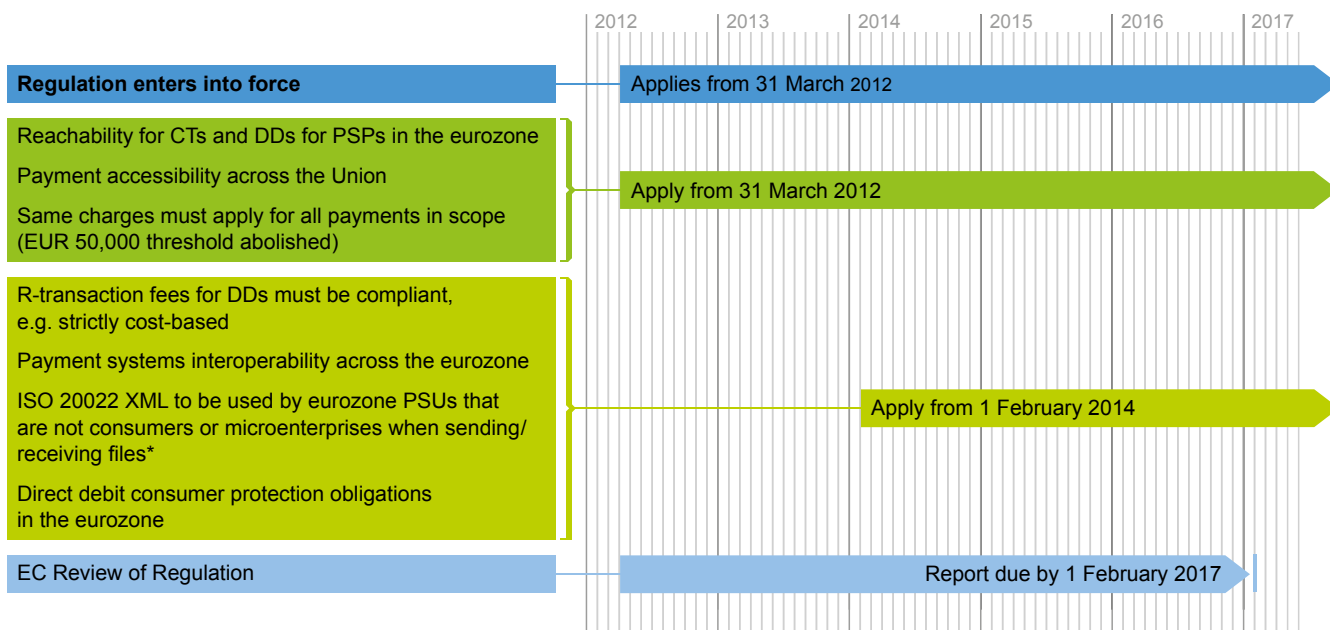 2012 2013 2014 2015 2016 2017
Regulation enters into force
Applies from 31 March 2012
Reachability for CTs and DDs for PSPs in the eurozone
Payment accessibility across the Union
Same charges must apply for all payments in scope
(EUR 50,000 threshold abolished)
Apply from 31 March 2012
R-transaction fees for DDs must be compliant,
e.g. strictly cost-based
Payment systems interoperability across the eurozone
ISO 20022 XML to be used by eurozone PSUs that
are not consumers or microenterprises when sending/
receiving files*
Direct debit consumer protection obligations
in the eurozone
Apply from 1 February 2014
EC Review of Regulation
Report due by 1 February 2017